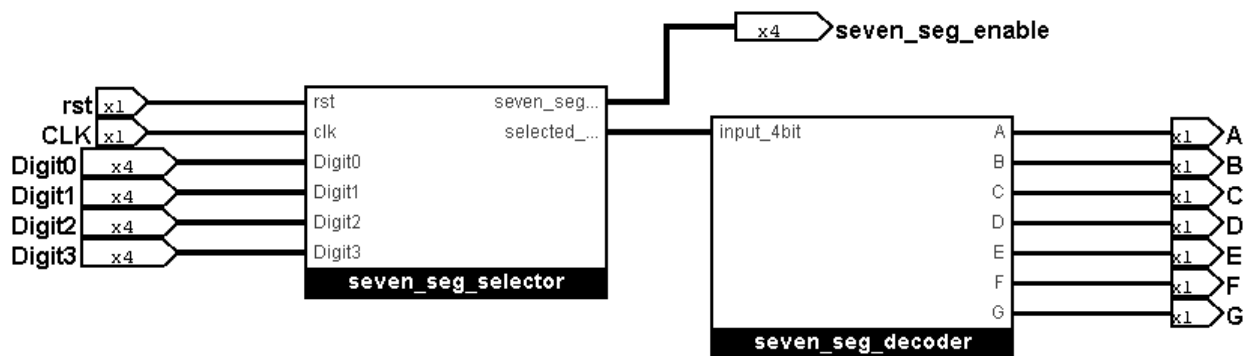 x4 seven_seg_enable
rst x1 rst seven_seg...
CLK x1 clk selected_... input_4bit A x1 A
Digit0 x4 Digit0 B x1 B
Digit1 x4 Digit1 C x1 C
Digit2 x4 Digit2 D x1 D
Digit3 x4 Digit3 E x1 E
seven_seg_selector F x1 F
G x1 G
seven_seg_decoder